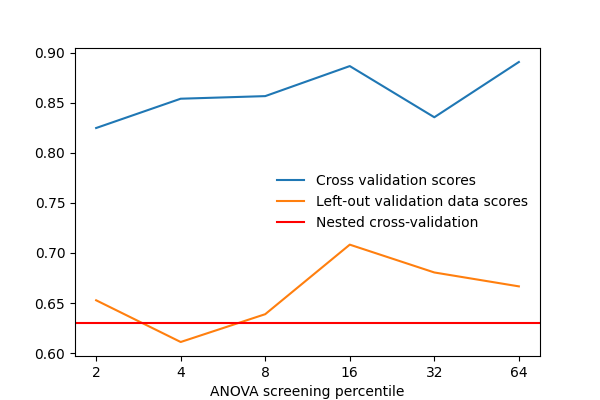 0.90
0.85
0.80
0.75
0.70
0.65
0.60
Cross validation scores
Left-out validation data scores
Nested cross-validation
2 4 8 16 32 64
ANOVA screening percentile